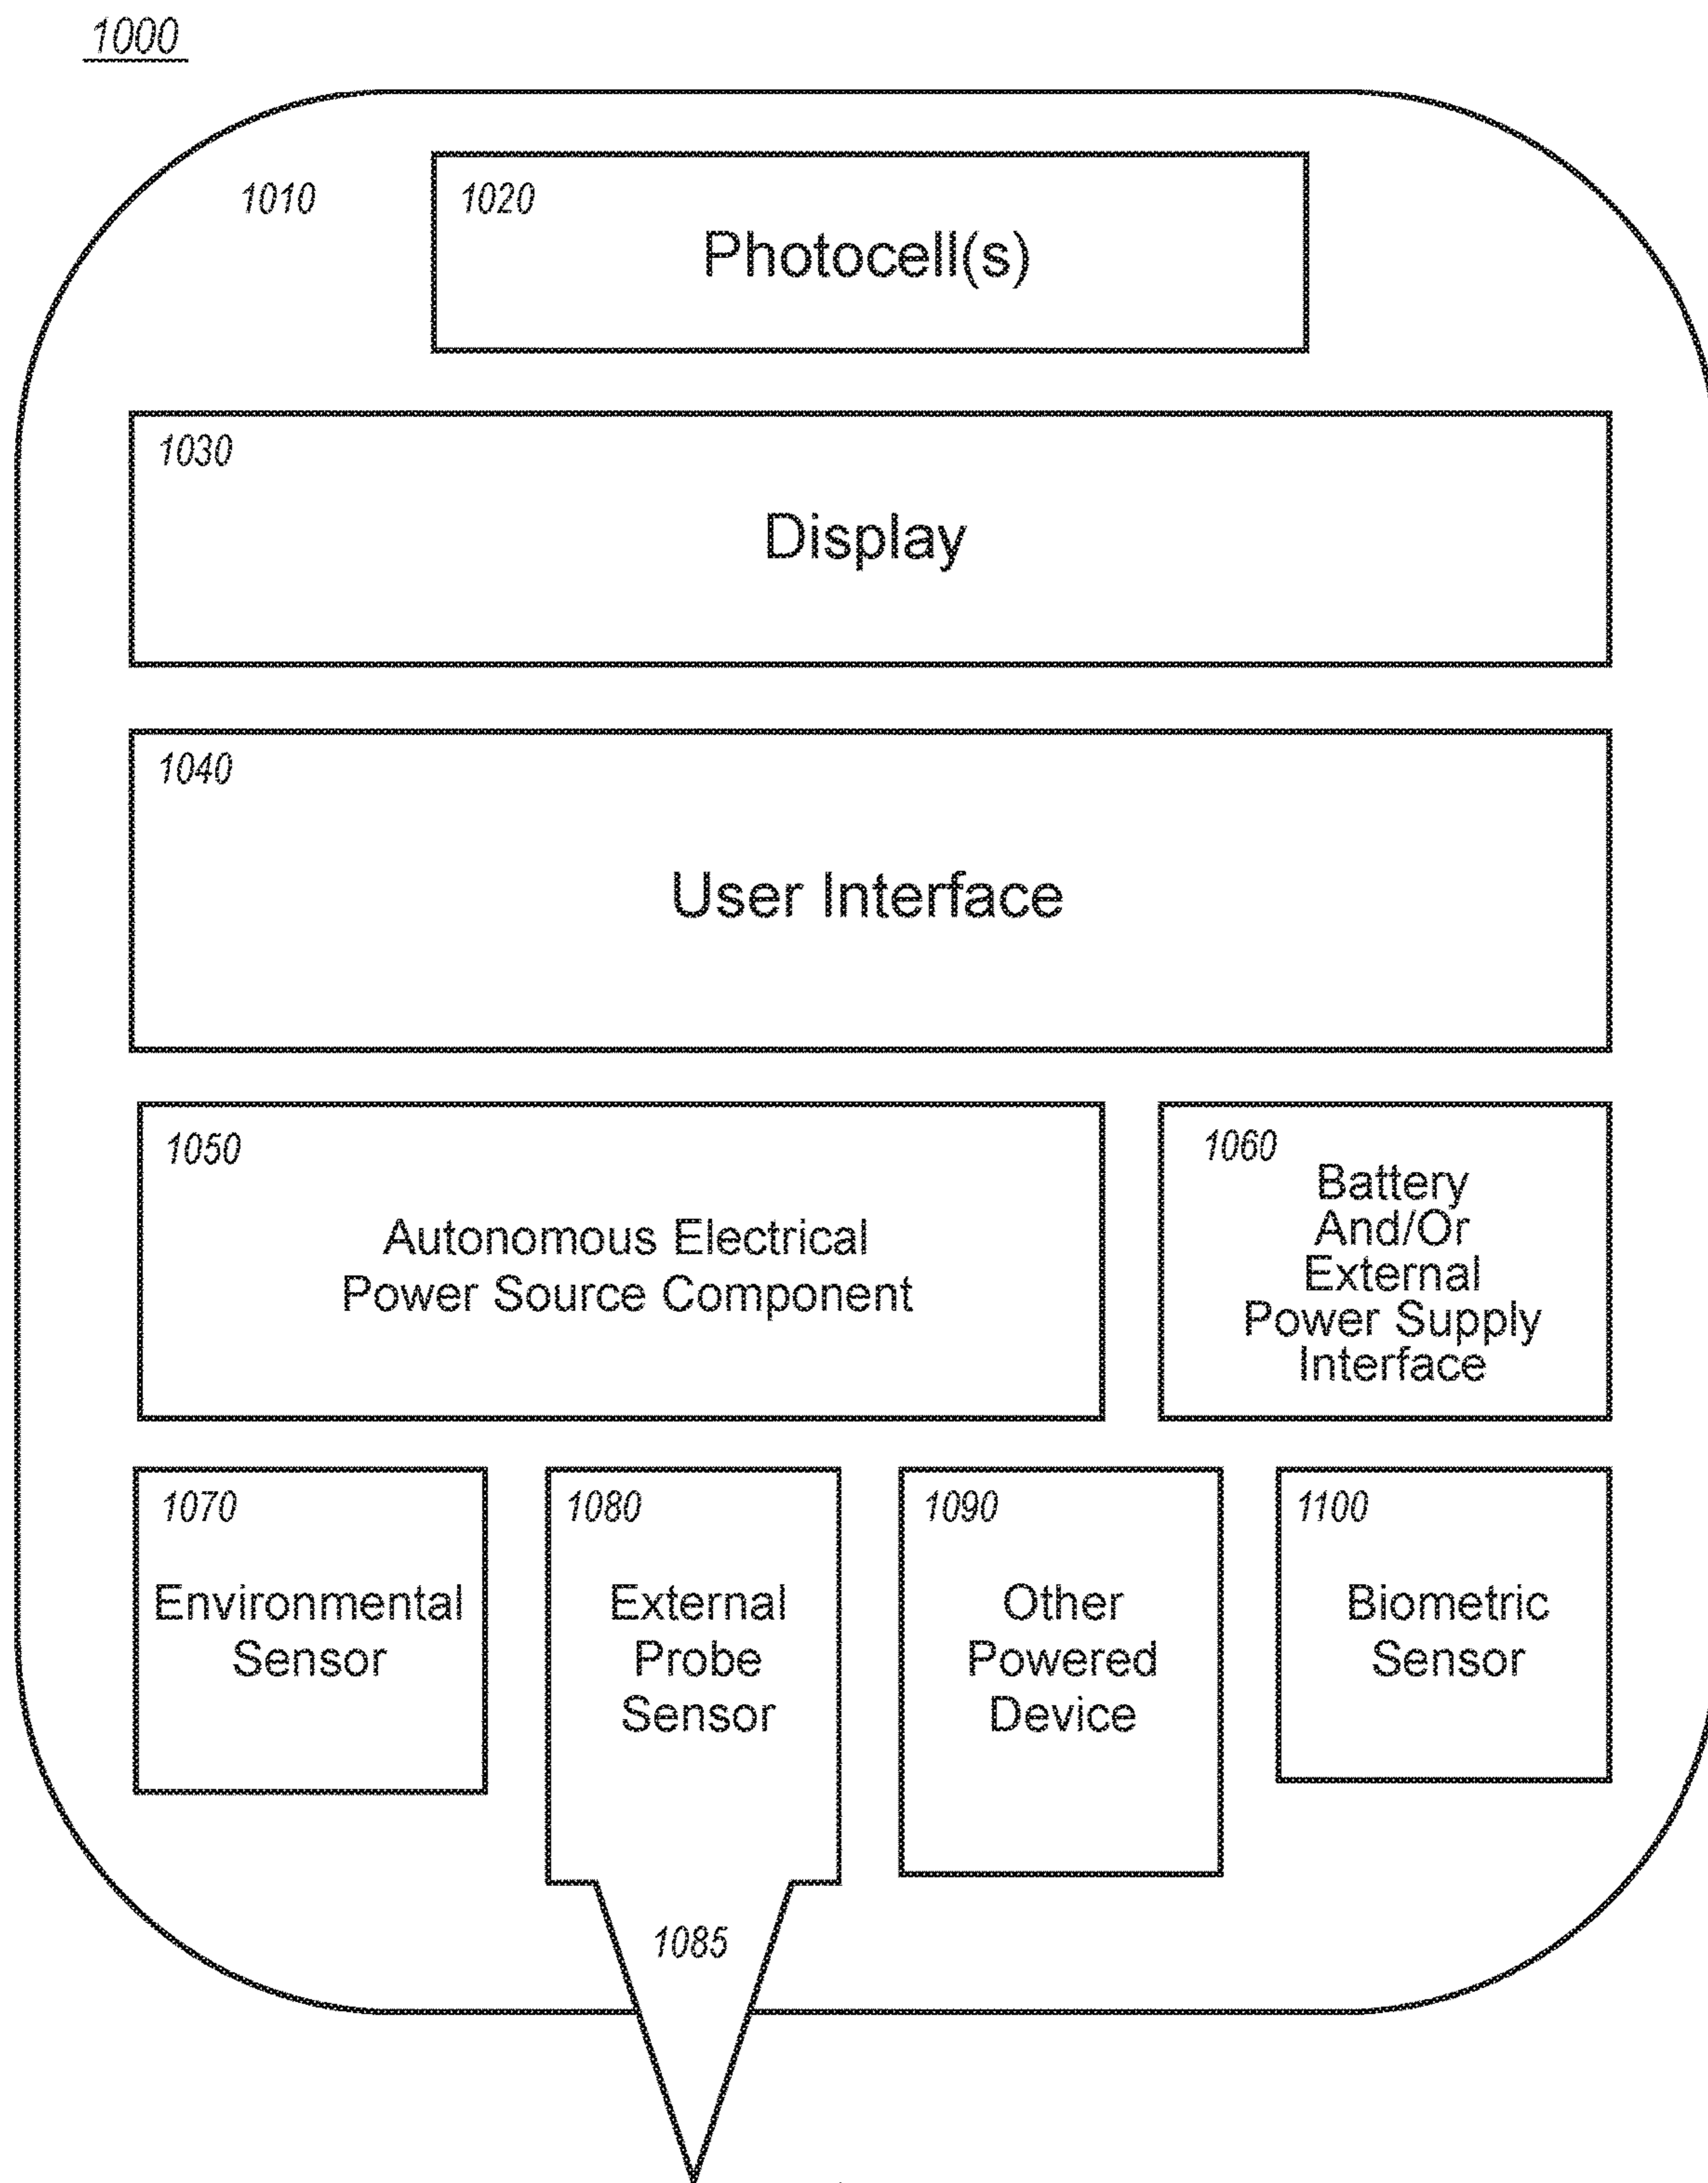 1000
1010
1020
Photocell(s)
1030
Display
1040
User Interface
1050
Autonomous Electrical
Power Source Component
1060
Battery
And/Or
External
Power Supply
Interface
1070
Environmental
Sensor
1080
External
Probe
Sensor
1085
1090
Other
Powered
Device
1100
Biometric
Sensor